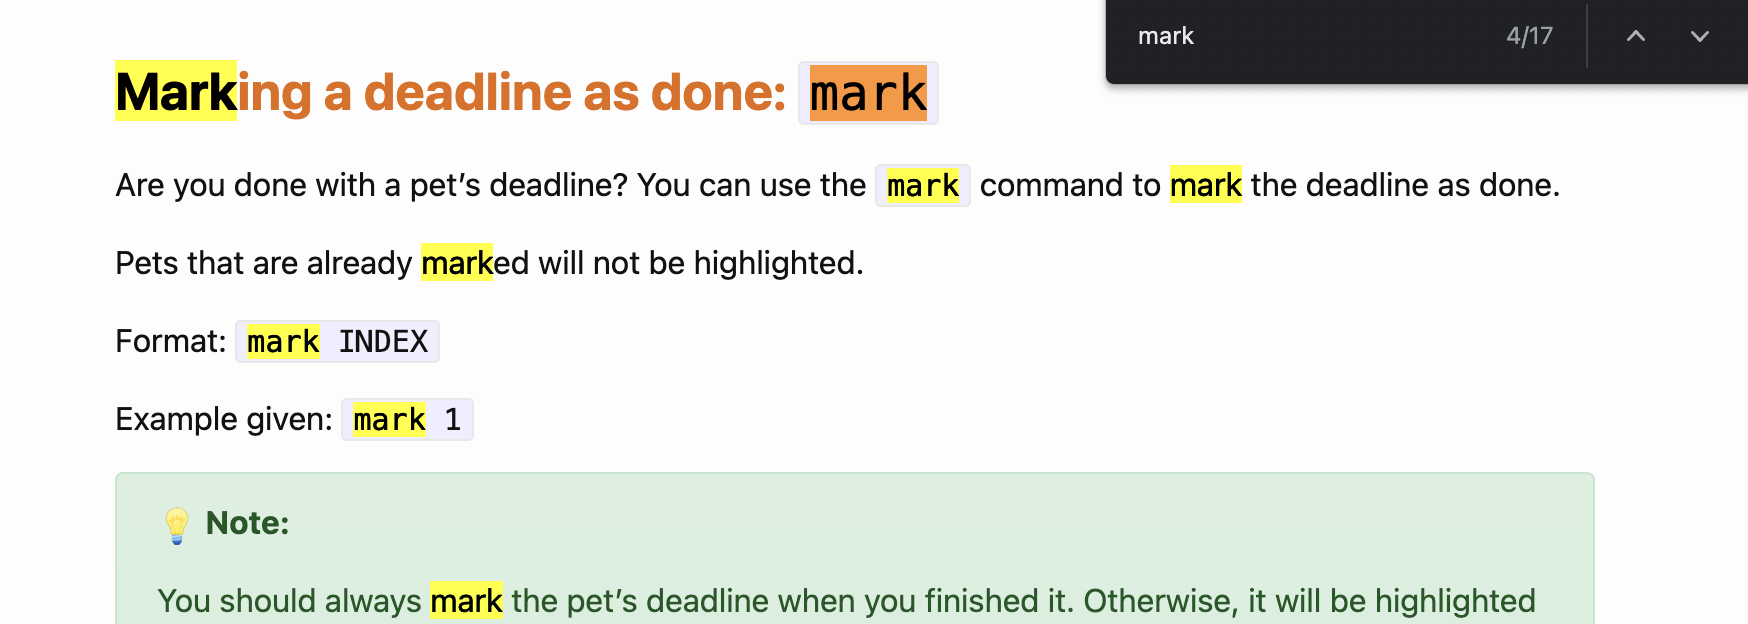 mark 4/17
Marking a deadline as done: mark
Are you done with a pet’s deadline? You can use the mark command to mark the deadline as done.
Pets that are already marked will not be highlighted.
Format: mark INDEX
Example given: mark 1
💡 Note:
You should always mark the pet’s deadline when you finished it. Otherwise, it will be highlighted